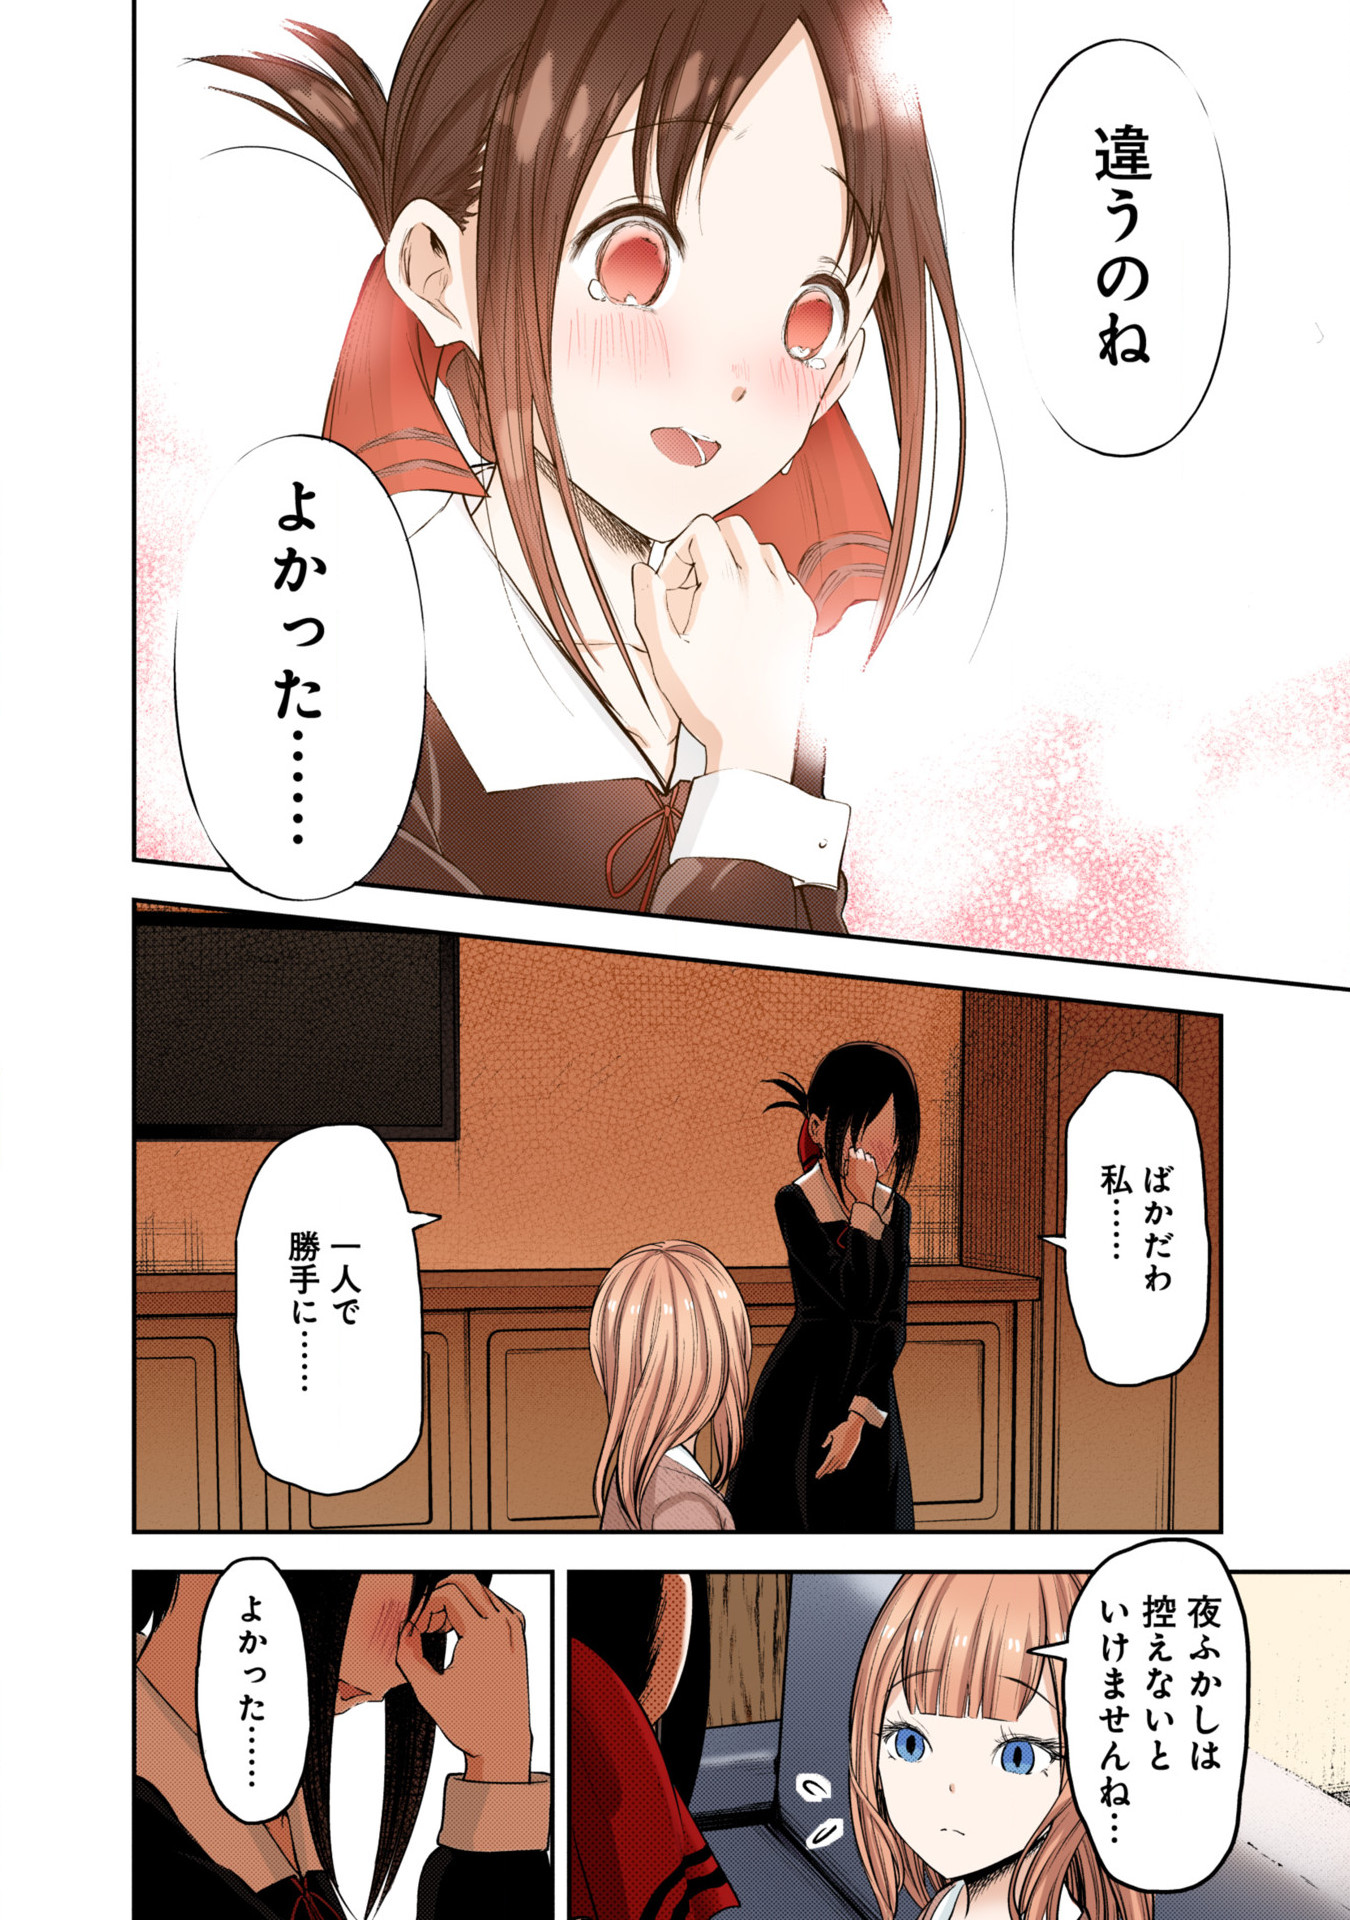 違うのね
よかった……
ばかだわ
私……
一人で
勝手に……
夜ふかしは
控えないと
いけませんね…
よかった……